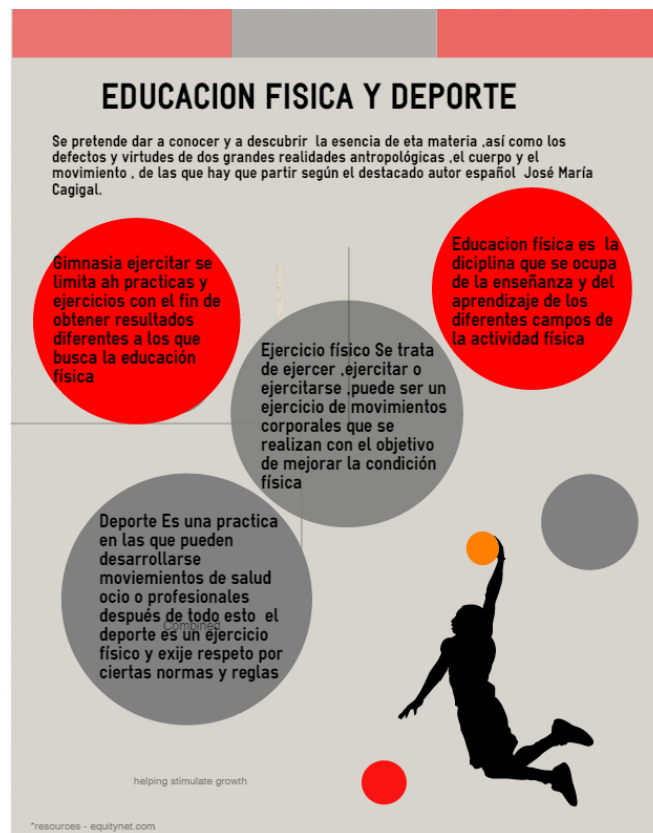 EDUCACION FISICA Y DEPORTE
Se pretende dar a conocer y a descubrir la esencia de eta materia ,así como los
defectos y virtudes de dos grandes realidades antropológicas ,el cuerpo y el
movimiento , de las que hay que partir según el destacado autor español José María
Cagigal.
Gimnasia ejercitar se
limita ah practicas y
ejercicios con el fin de
obtener resultados
diferentes a los que
busca la educación
física
Educacion física es la
diciplina que se ocupa
de la enseñanza y del
aprendizaje de los
diferentes campos de
la actividad física
Ejercicio físico Se trata
de ejercer ,ejercitar o
ejercitarse ,puede ser un
ejercicio de movimientos
corporales que se
realizan con el objetivo
de mejorar la condición
física
Deporte Es una practica
en las que pueden
desarrollarse
moviemientos de salud
ocio o profesionales
después de todo esto el
Combined
deporte es un ejercicio
físico y exije respeto por
ciertas normas y reglas
helping stimulate growth
*resources - equitynet.com